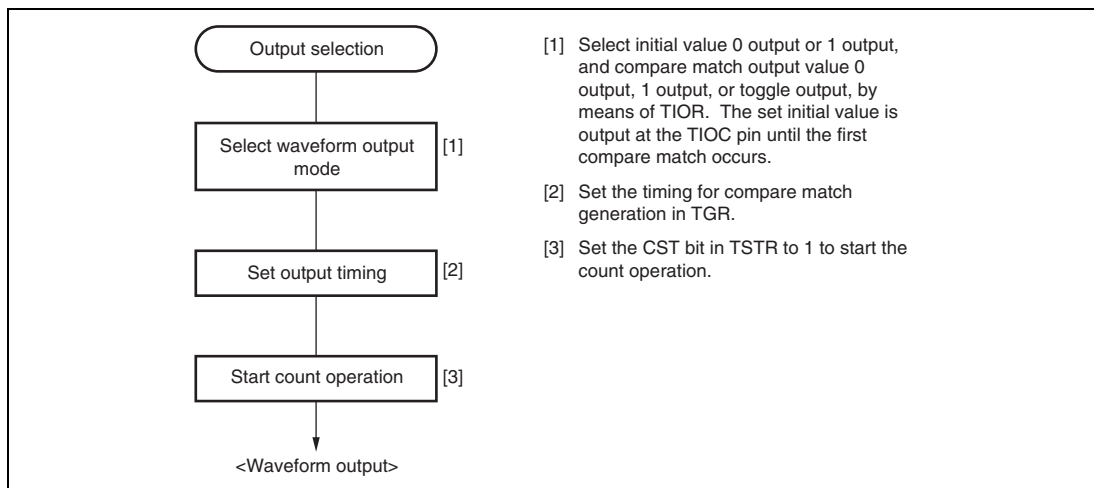 Output selection
Select waveform output
mode
[1]
Set output timing
[2]
Start count operation
[3]
<Waveform output>
[1] Select initial value 0 output or 1 output,
and compare match output value 0
output, 1 output, or toggle output, by
means of TIOR. The set initial value is
output at the TIOC pin until the first
compare match occurs.
[2] Set the timing for compare match
generation in TGR.
[3] Set the CST bit in TSTR to 1 to start the
count operation.